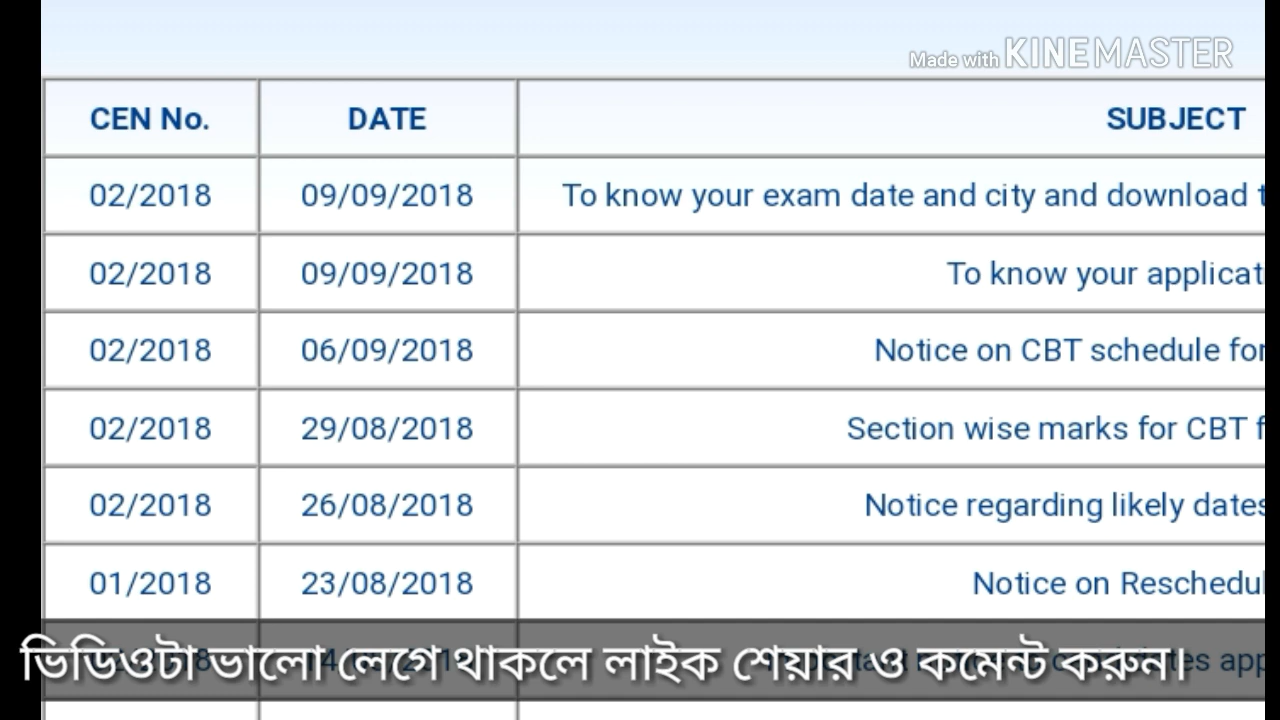 Made with KINEMASTER
CEN No. DATE SUBJECT
02/2018 09/09/2018 To know your exam date and city and download
02/2018 09/09/2018 To know your applicat
02/2018 06/09/2018 Notice on CBT schedule for
02/2018 29/08/2018 Section wise marks for CBT f
02/2018 26/08/2018 Notice regarding likely dates
01/2018 23/08/2018 Notice on Reschedul
ভিডিওটা ভালো লেগে থাকলে লাইক শেয়ার ও কমেন্ট করুন।